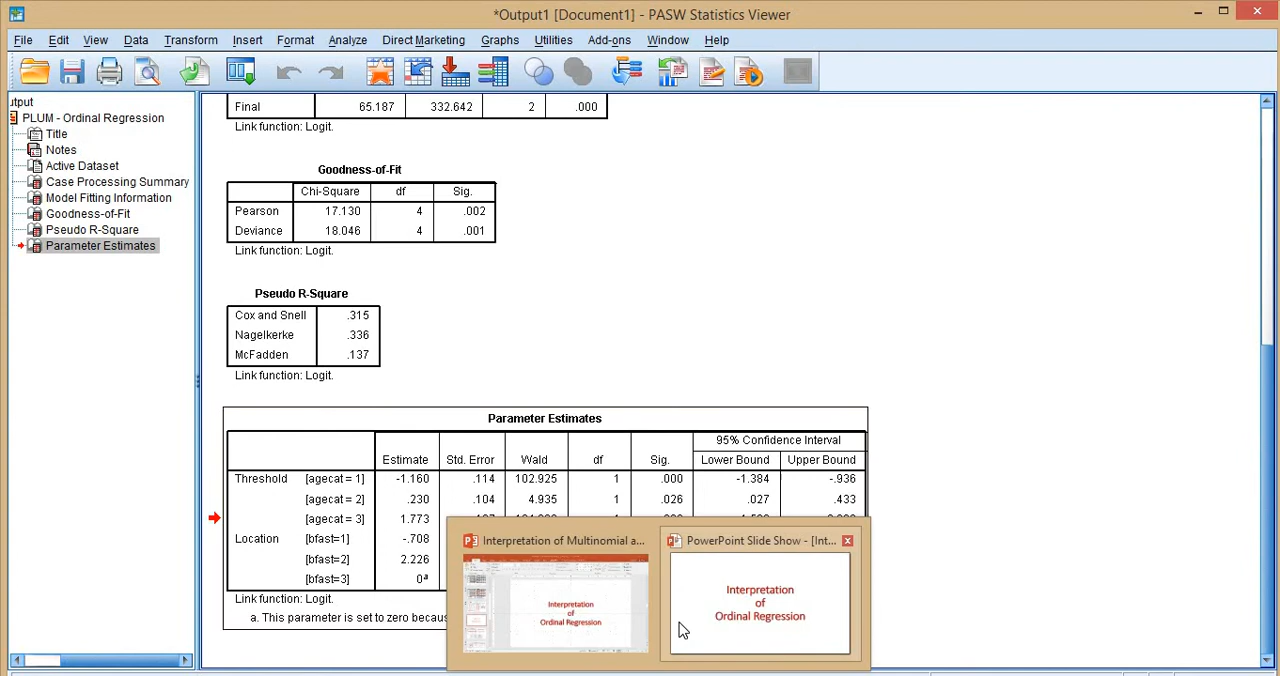 *Output1 [Document1] - PASW Statistics Viewer
File Edit View Data Transform Insert Format Analyze Direct Marketing Graphs Utilities Add-ons Window Help
utput
PLUM - Ordinal Regression
Title
Notes
Active Dataset
Case Processing Summary
Model Fitting Information
Goodness-of-Fit
Pseudo R-Square
Parameter Estimates
Final 65.187 332.642 2 .000
Link function: Logit.
Goodness-of-Fit
Chi-Square df Sig.
Pearson 17.130 4 .002
Deviance 18.046 4 .001
Link function: Logit.
Pseudo R-Square
Cox and Snell .315
Nagelkerke .336
McFadden .137
Link function: Logit.
Parameter Estimates
95% Confidence Interval
Estimate Std. Error Wald df Sig. Lower Bound Upper Bound
Threshold [agecat = 1] -1.160 .114 102.925 1 .000 -1.384 -.936
[agecat = 2] .230 .104 4.935 1 .026 .027 .433
[agecat = 3] 1.773
Location [bfast=1] -.708
[bfast=2] 2.226
[bfast=3] 0a
Link function: Logit.
a. This parameter is set to zero becau
Interpretation of Multinomial a...
Interpretation
of
Ordinal Regression
PowerPoint Slide Show - [Int...
Interpretation
of
Ordinal Regression